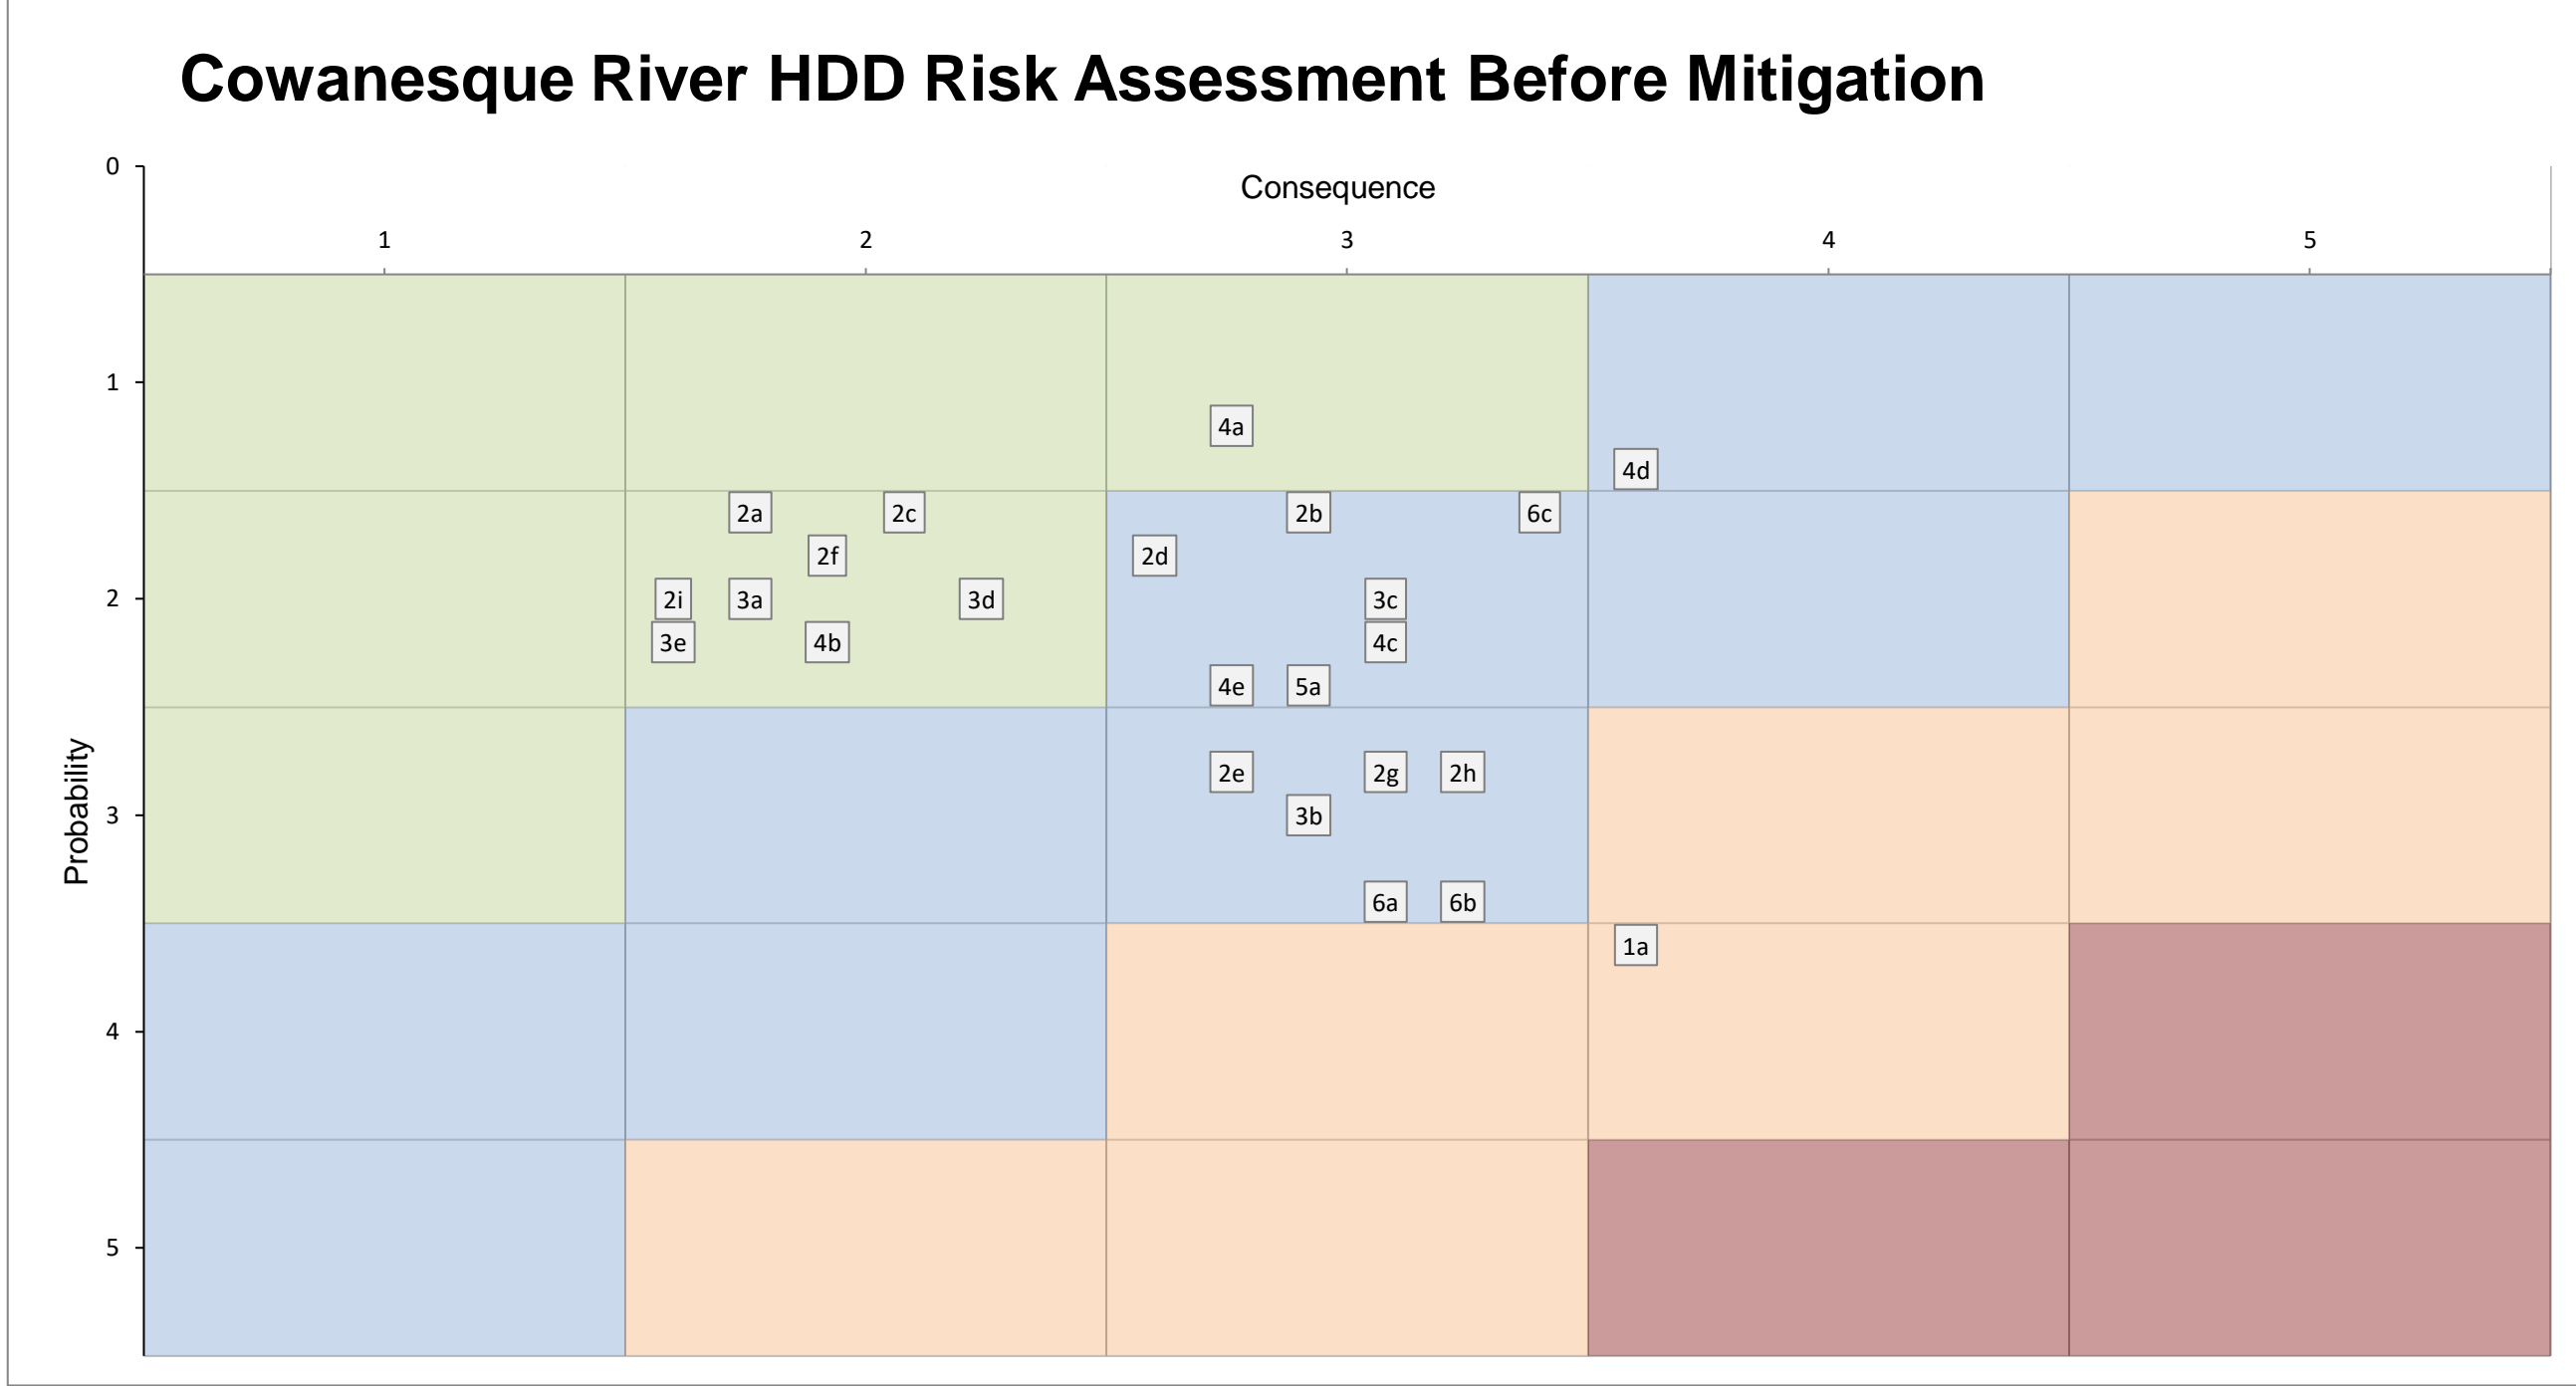 Cowanesque River HDD Risk Assessment Before Mitigation
0
Consequence
1 2 3 4 5
1
4a
4d
2a 2c 2b 6c
2f 2d
2
2i 3a 3d 3c
3e 4b 4c
4e 5a
Probability
2e 2g 2h
3
3b
6a 6b
1a
4
5